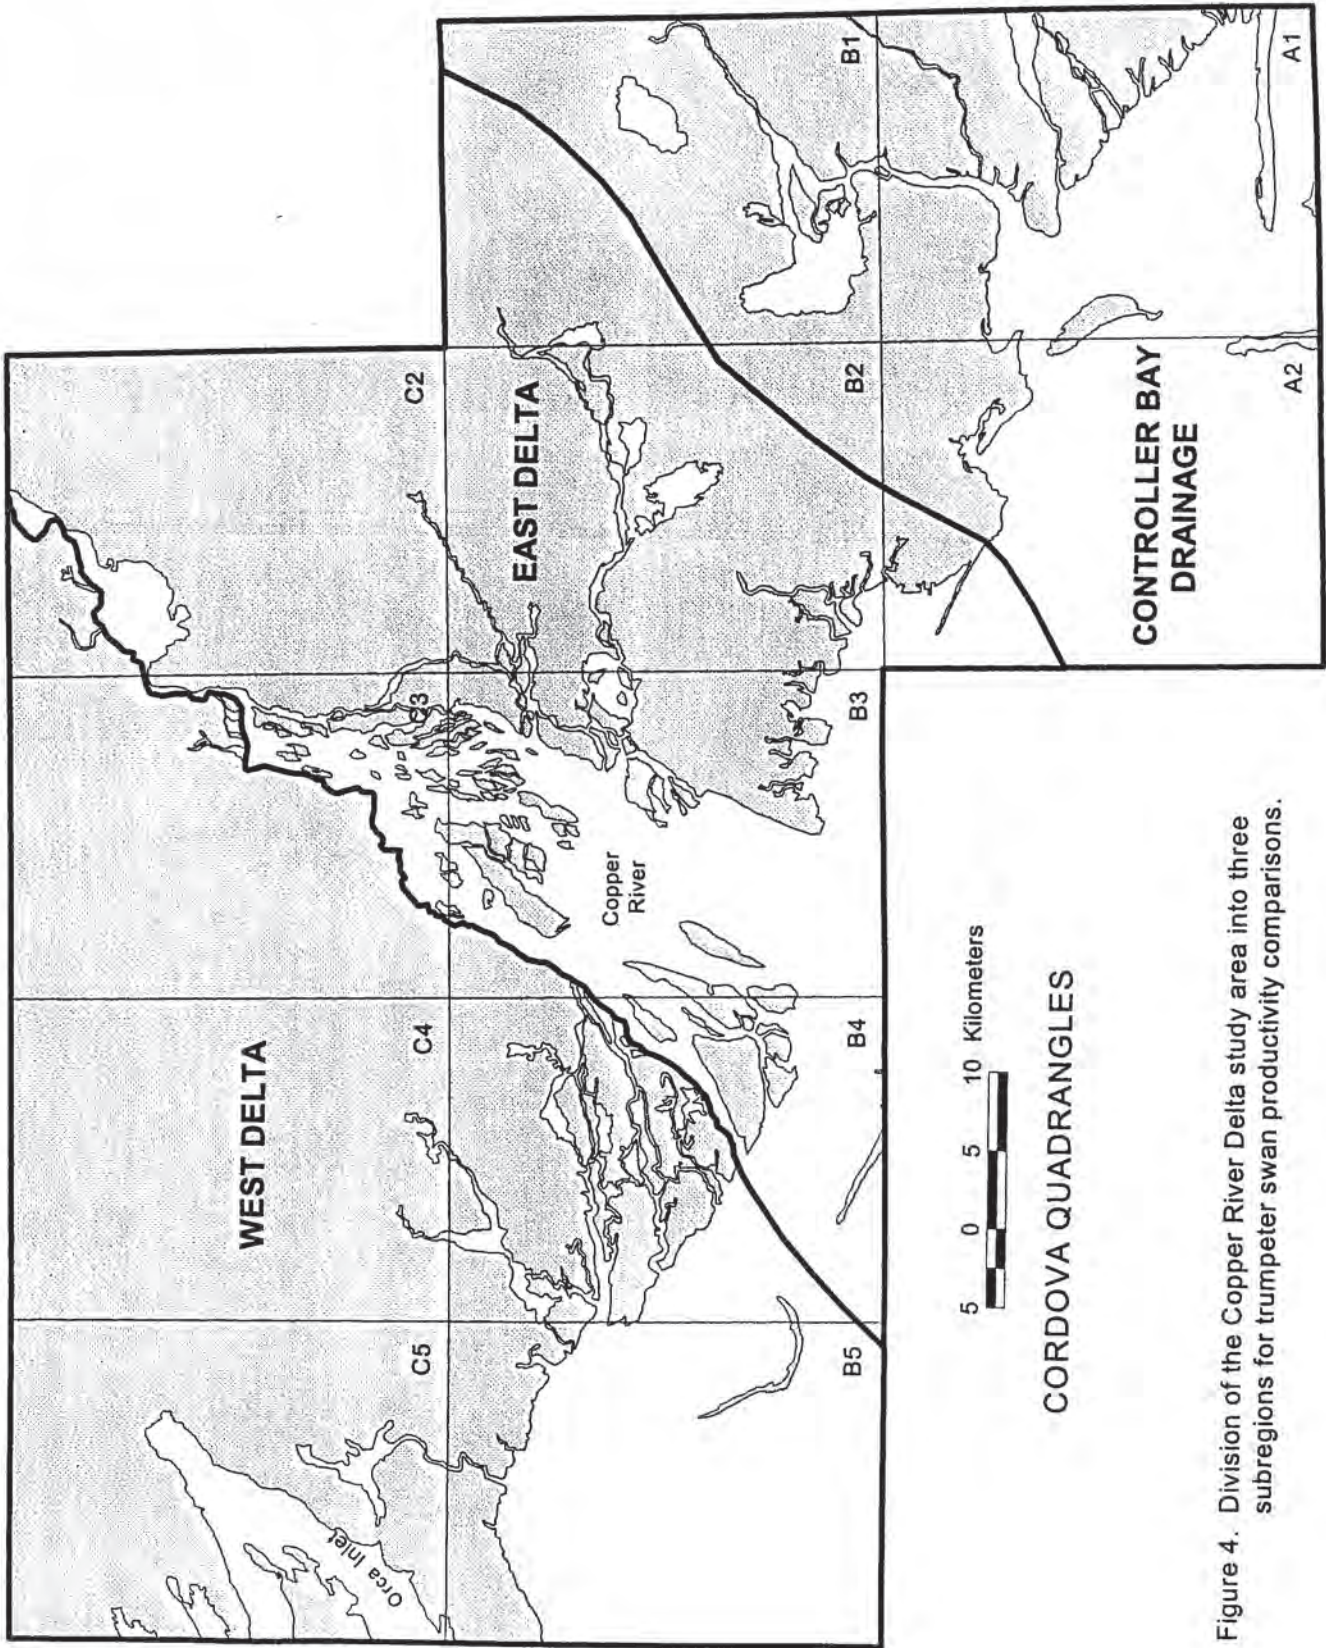 WEST DELTA
EAST DELTA
CONTROLLER BAY
DRAINAGE
Orca Inlet
Copper
River
C5
C4
C3
C2
B5
B4
B3
B2
B1
A2
A1
5 0 5 10 Kilometers
CORDOVA QUADRANGLES
Figure 4. Division of the Copper River Delta study area into three
subregions for trumpeter swan productivity comparisons.